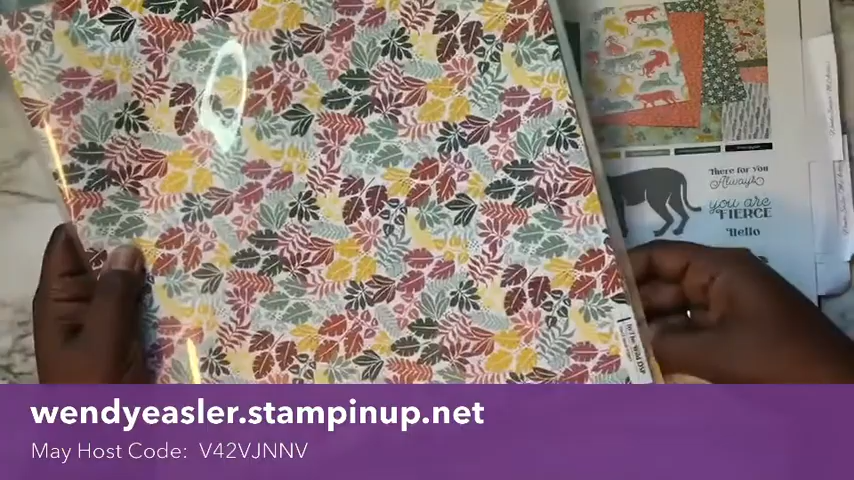 There for you
Always
you are
FIERCE
Hello
wendyeasler.stampinup.net
May Host Code: V42VJNNV